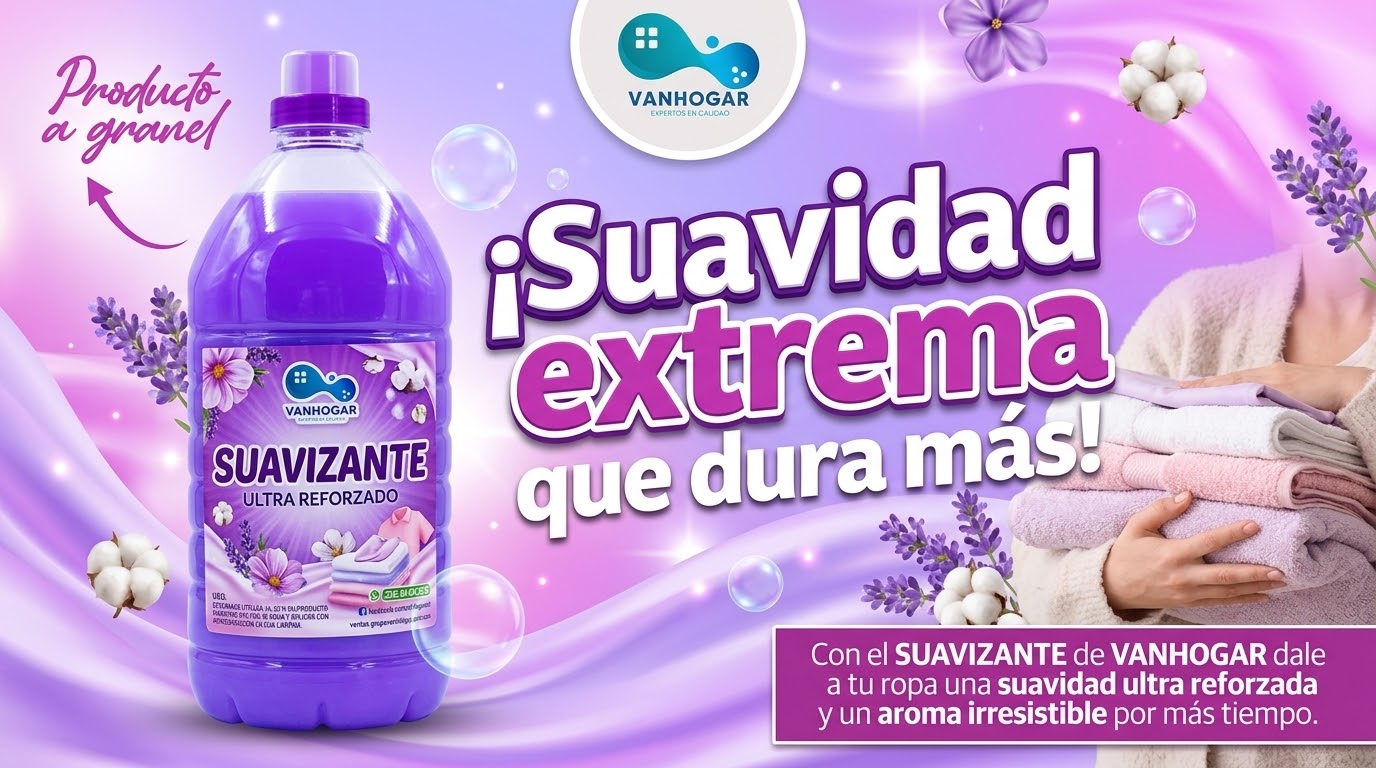 Producto
a granel
VANHOGAR
EXPERTOS EN CALIDAD
¡Suavidad
extrema
que dura más!
VANHOGAR
SUAVIZANTE
ULTRA REFORZADO
USO.
Con el SUAVIZANTE de VANHOGAR dale
a tu ropa una suavidad ultra reforzada
y un aroma irresistible por más tiempo.